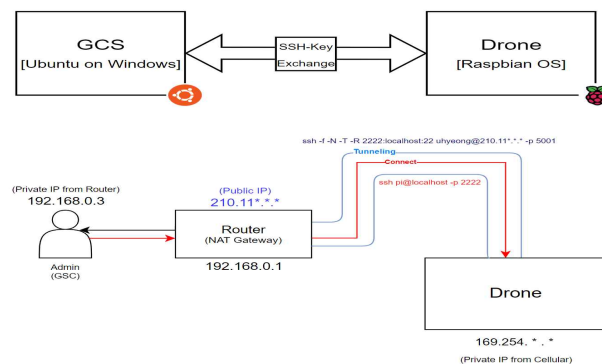 GCS
[Ubuntu on Windows]
SSH-Key
Exchange
Drone
[Raspbian OS]
ssh -f -N -T -R 2222:localhost:22 uhyeong@210.11*.*.* -p 5001
Tunneling
Connect
ssh pi@localhost -p 2222
(Private IP from Router)
192.168.0.3
(Public IP)
210.11*.*.*
Router
(NAT Gateway)
192.168.0.1
Admin
(GSC)
Drone
169.254. * . *
(Private IP from Cellular)